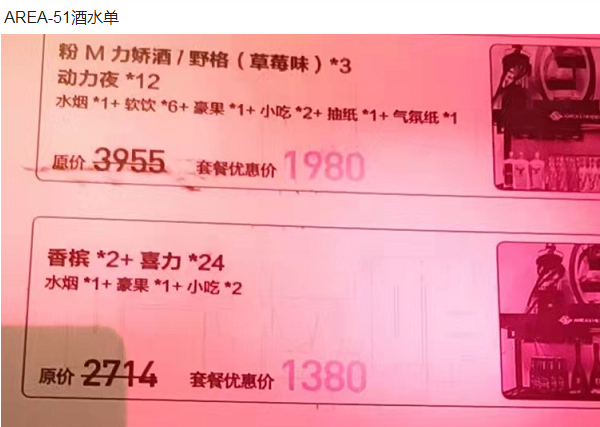 AREA-51酒水单
粉 M 力娇酒 / 野格（草莓味）*3
动力夜 *12
水烟 *1+ 软饮 *6+ 豪果 *1+ 小吃 *2+ 抽纸 *1+ 气氛纸 *1
原价 3955 套餐优惠价 1980
香槟 *2+ 喜力 *24
水烟 *1+ 豪果 *1+ 小吃 *2
原价 2714 套餐优惠价 1380